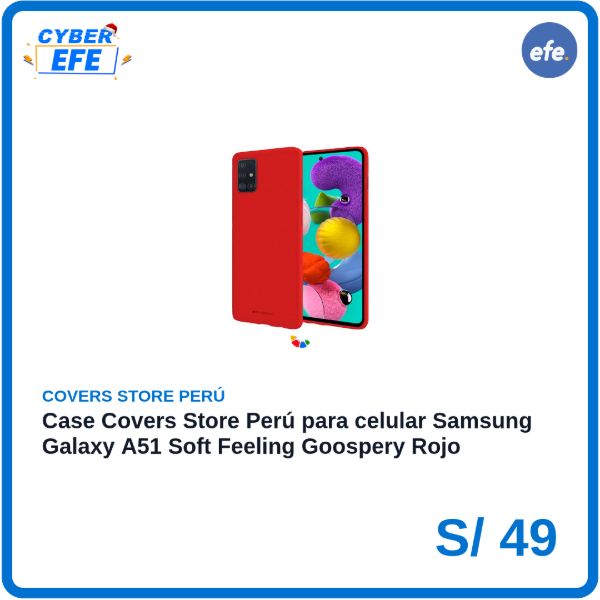 CYBER
EFE
efe.
COVERS STORE PERÚ
Case Covers Store Perú para celular Samsung
Galaxy A51 Soft Feeling Goospery Rojo
S/ 49